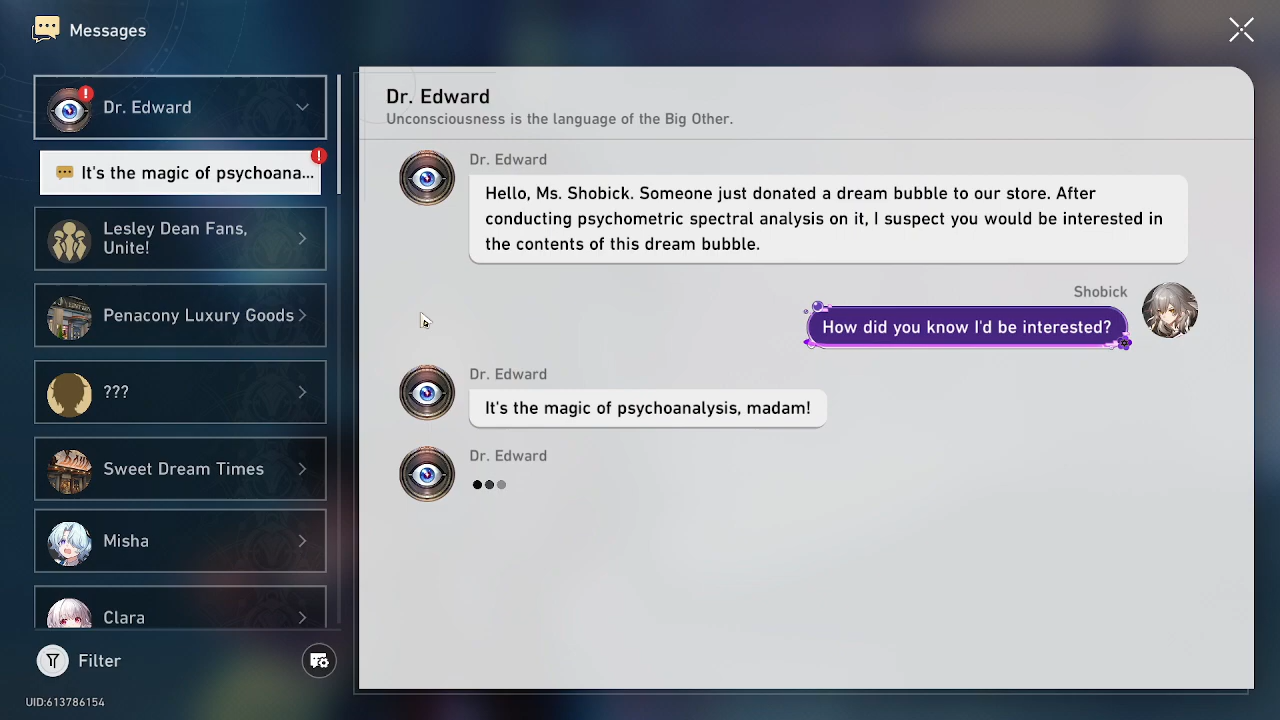 Messages
Dr. Edward
It's the magic of psychoana...
Lesley Dean Fans,
Unite!
Penacony Luxury Goods
???
Sweet Dream Times
Misha
Clara
Filter
UID:613786154
Dr. Edward
Unconsciousness is the language of the Big Other.
Dr. Edward
Hello, Ms. Shobick. Someone just donated a dream bubble to our store. After
conducting psychometric spectral analysis on it, I suspect you would be interested in
the contents of this dream bubble.
Shobick
How did you know I'd be interested?
Dr. Edward
It's the magic of psychoanalysis, madam!
Dr. Edward